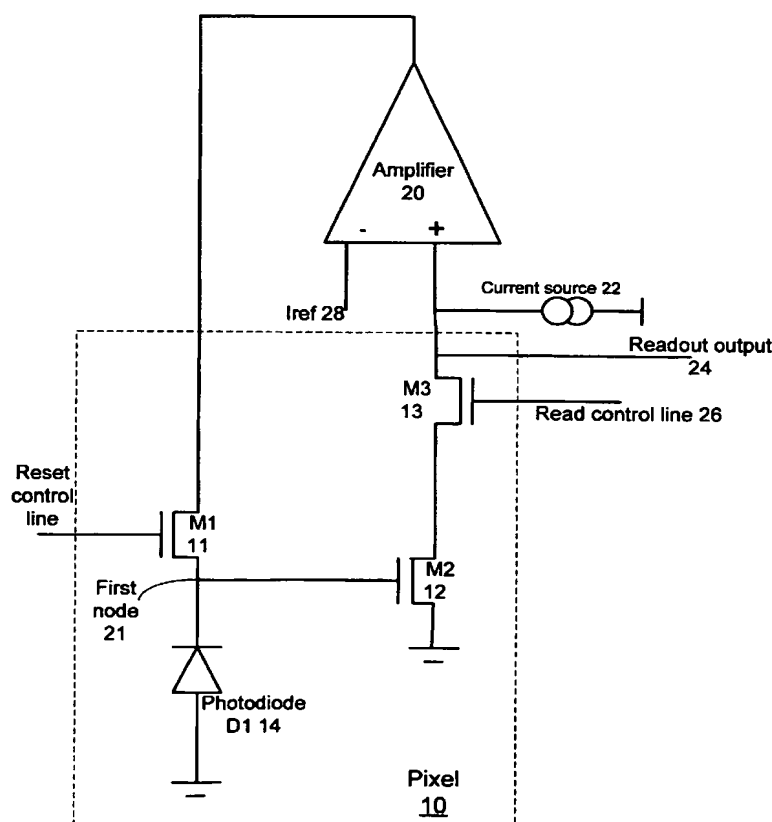 Amplifier
20
-
+
Current source 22
Iref 28
Readout output
24
M3
13
Read control line 26
Reset
control
line
M1
11
M2
12
First
node
21
Photodiode
D1 14
Pixel
10